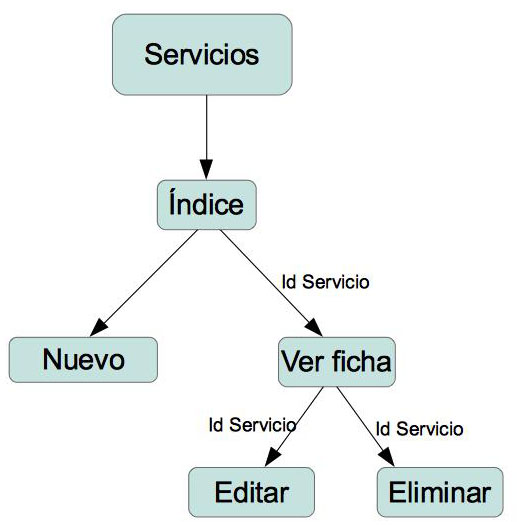 Servicios
Índice
Id Servicio
Nuevo
Ver ficha
Id Servicio
Id Servicio
Editar
Eliminar